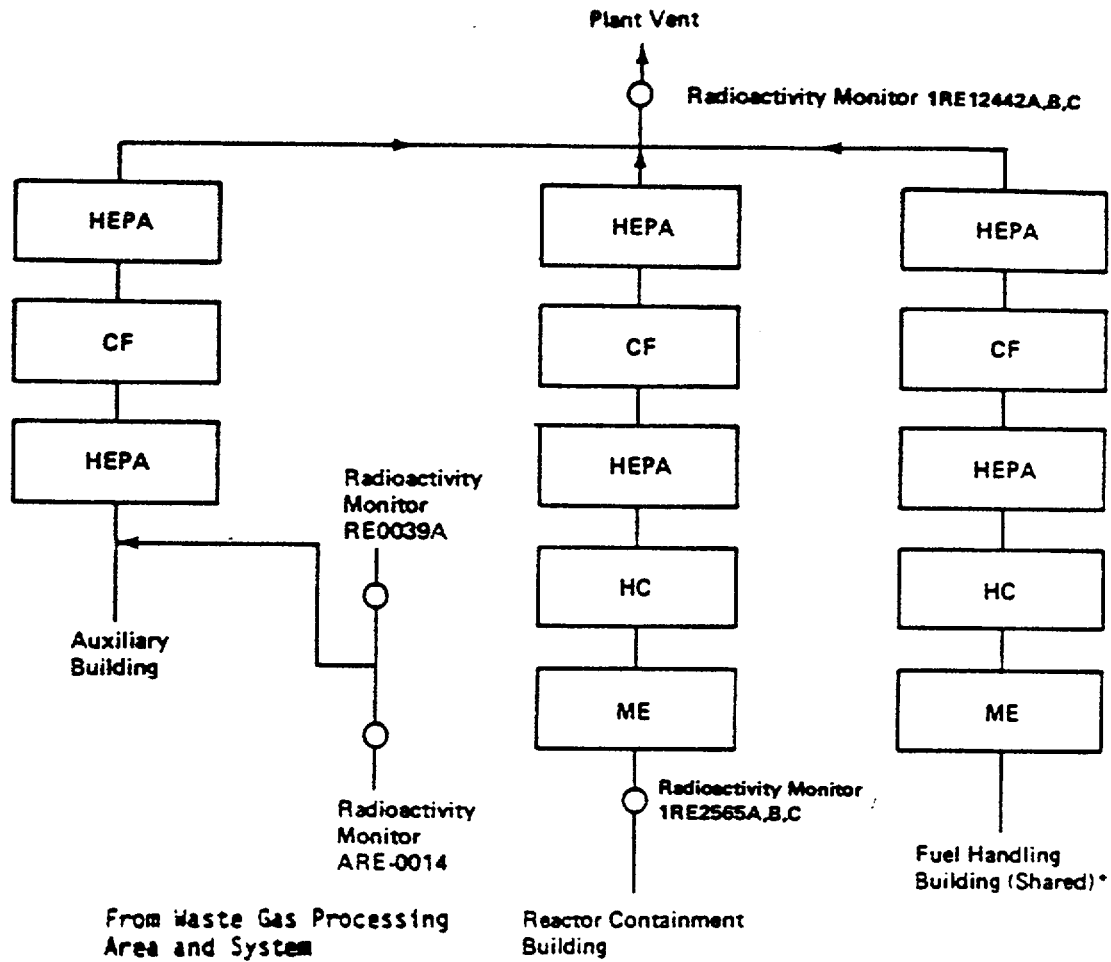 Plant Vent
Radioactivity Monitor 1RE12442A,B,C
HEPA
CF
HEPA
Auxiliary
Building
Radioactivity
Monitor
RE0039A
Radioactivity
Monitor
ARE-0014
From Waste Gas Processing
Area and System
HEPA
CF
HEPA
HC
ME
Radioactivity Monitor
1RE2565A,B,C
Reactor Containment
Building
HEPA
CF
HEPA
HC
ME
Fuel Handling
Building (Shared)*